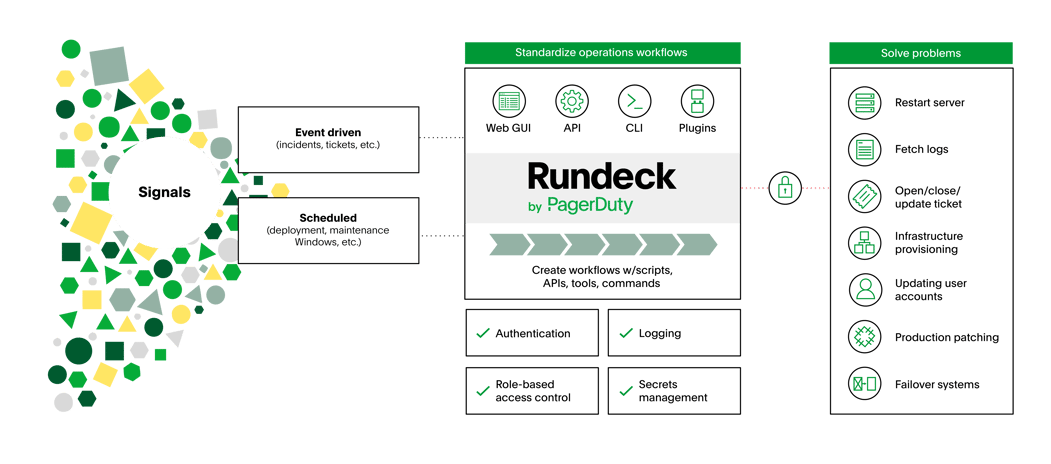 Signals
Event driven
(incidents, tickets, etc.)
Scheduled
(deployment, maintenance
Windows, etc.)
Standardize operations workflows
Web GUI
API
CLI
Plugins
Rundeck
by PagerDuty
Create workflows w/scripts,
APIs, tools, commands
Authentication
Logging
Role-based
access control
Secrets
management
Solve problems
Restart server
Fetch logs
Open/close/
update ticket
Infrastructure
provisioning
Updating user
accounts
Production patching
Failover systems